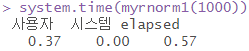 > system.time(myrnorm1(1000))
사용자 시스템 elapsed
0.37 0.00 0.57